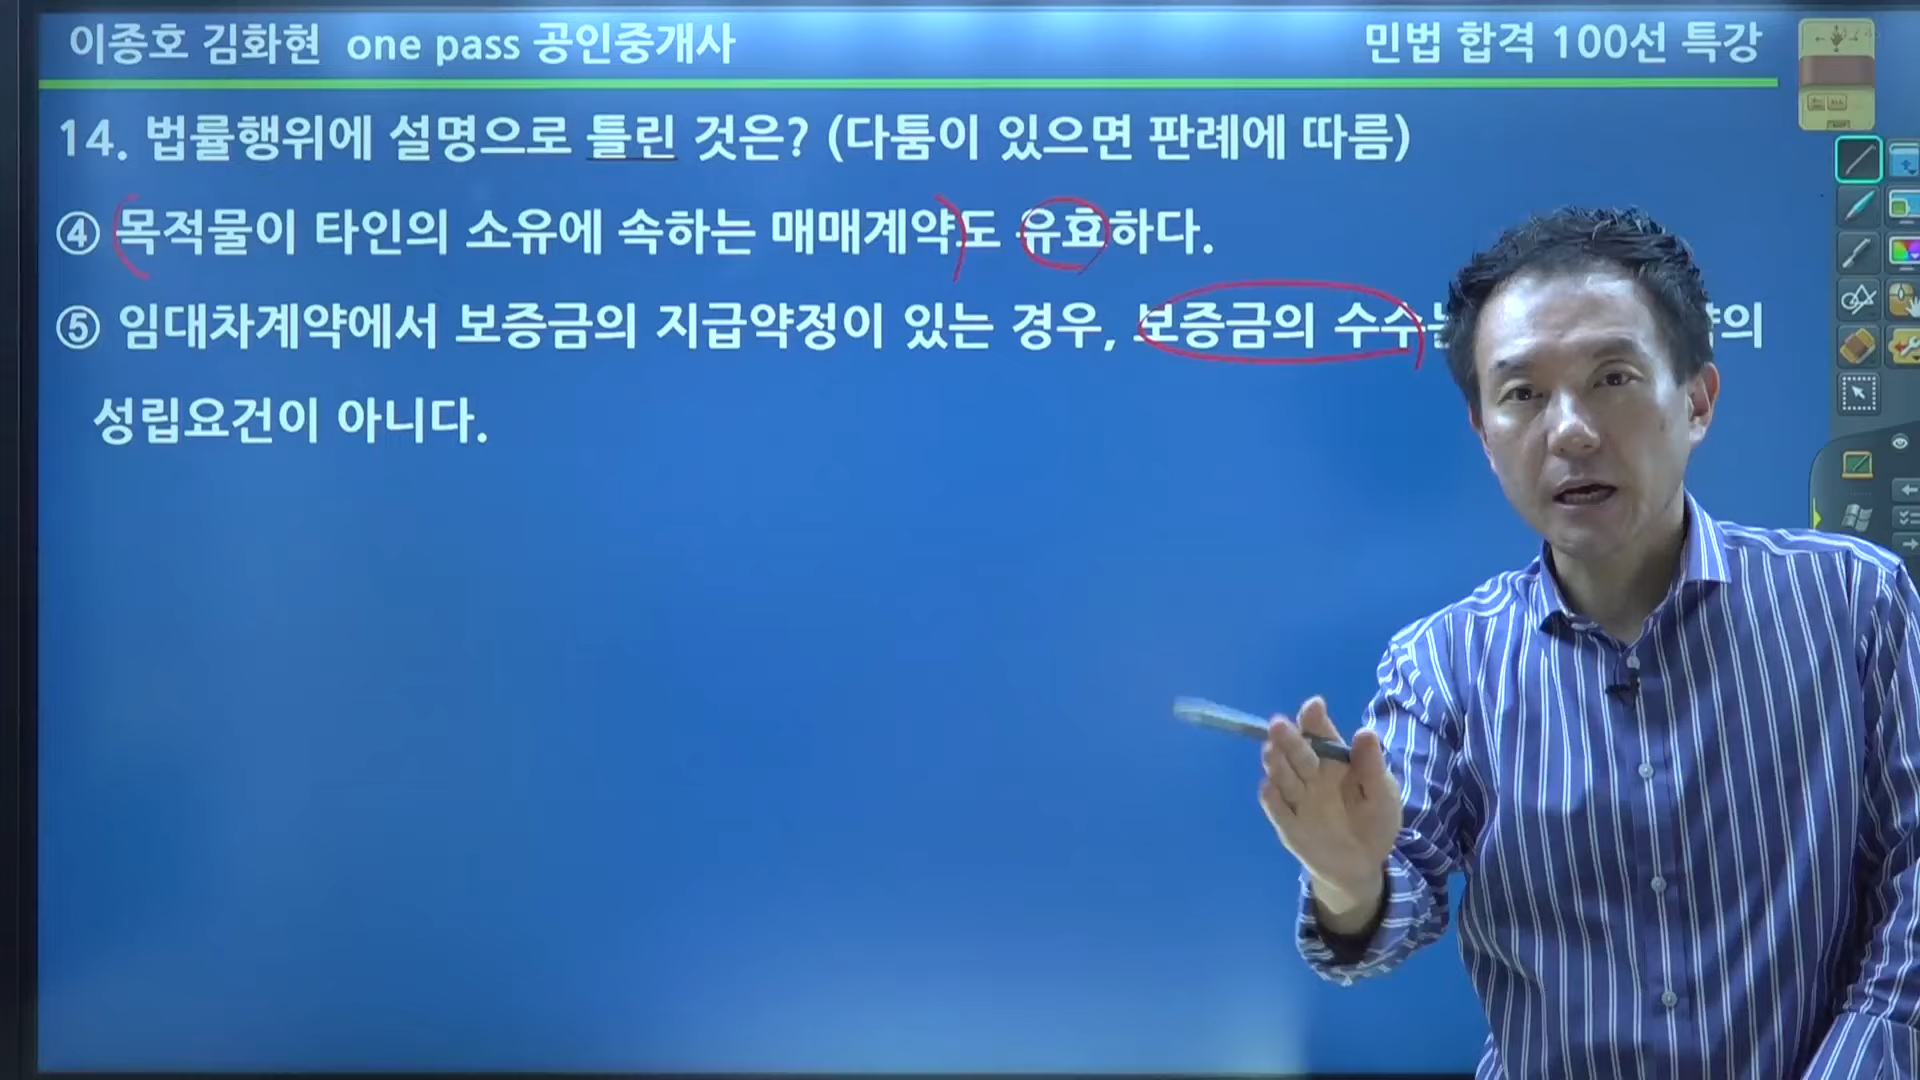 이종호 김화현 one pass 공인중개사 민법 합격 100선 특강
14. 법률행위에 설명으로 틀린 것은? (다툼이 있으면 판례에 따름)
④ 목적물이 타인의 소유에 속하는 매매계약도 유효하다.
⑤ 임대차계약에서 보증금의 지급약정이 있는 경우, 보증금의 수수는
성립요건이 아니다.